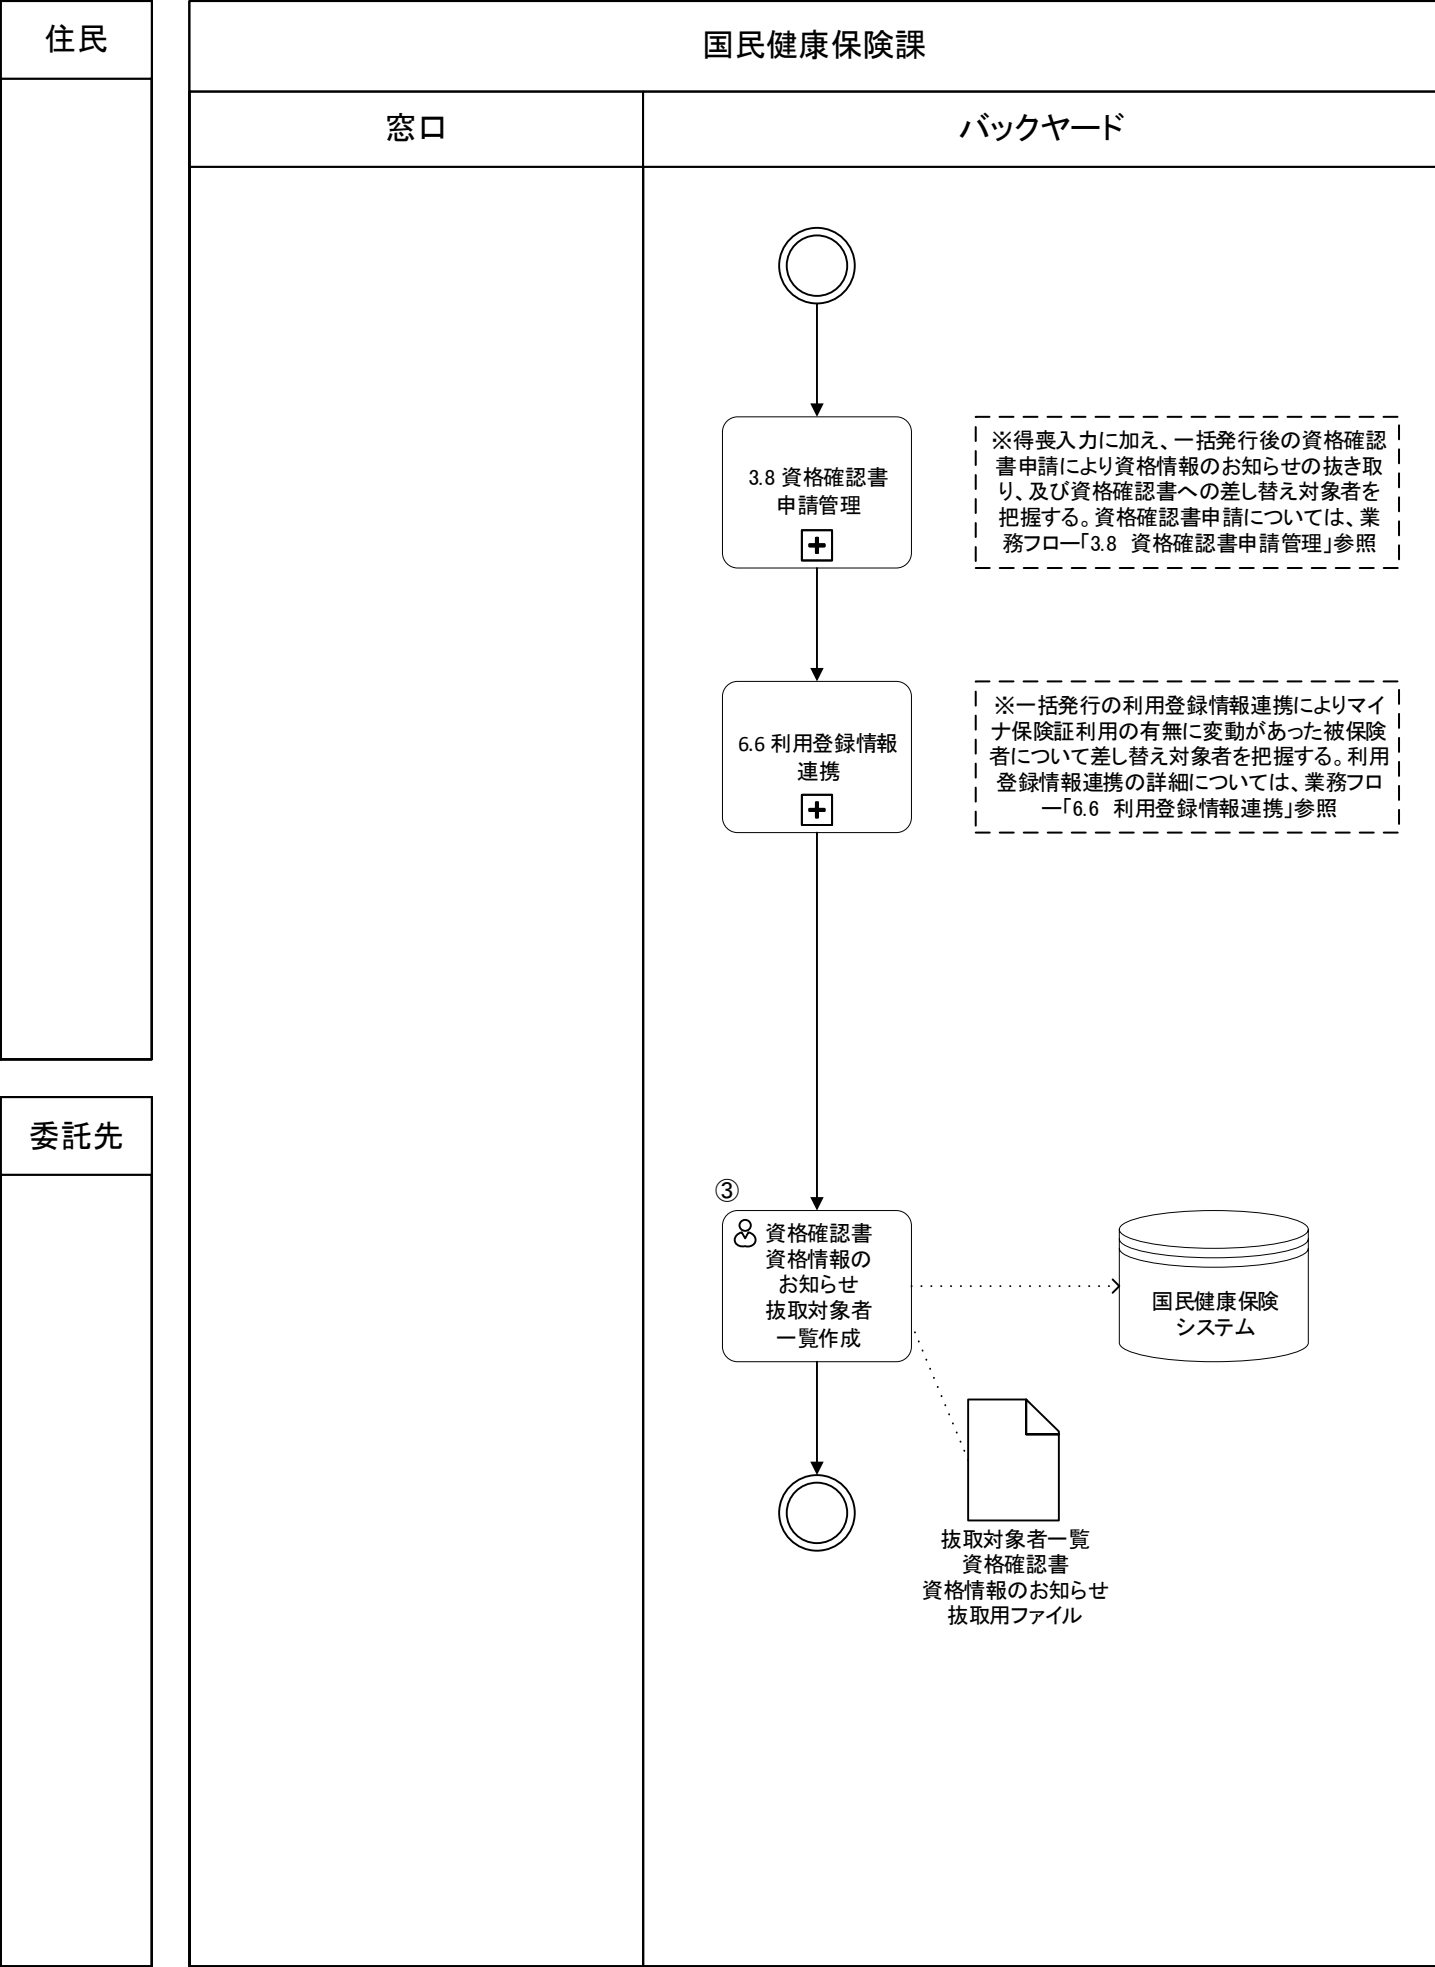 住民
国民健康保険課
窓口
バックヤード
3.8 資格確認書
申請管理
※得喪入力に加え、一括発行後の資格確認
書申請により資格情報のお知らせの抜き取
り、及び資格確認書への差し替え対象者を
把握する。資格確認書申請については、業
務フロー「3.8　資格確認書申請管理」参照
6.6 利用登録情報
連携
※一括発行の利用登録情報連携によりマイ
ナ保険証利用の有無に変動があった被保険
者について差し替え対象者を把握する。利用
登録情報連携の詳細については、業務フロ
ー「6.6　利用登録情報連携」参照
委託先
③
資格確認書
資格情報の
お知らせ
抜取対象者
一覧作成
国民健康保険
システム
抜取対象者一覧
資格確認書
資格情報のお知らせ
抜取用ファイル